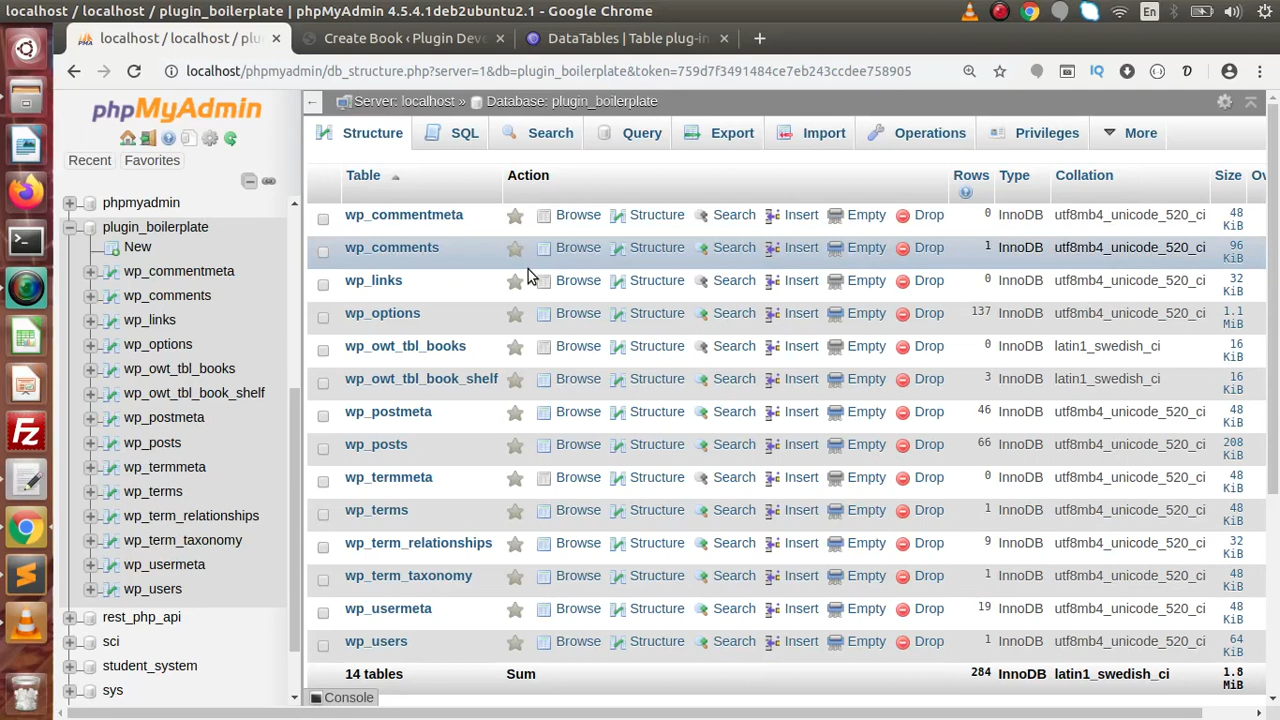 localhost / localhost / plugin_boilerplate | phpMyAdmin 4.5.4.1deb2ubuntu2.1 - Google Chrome
En
localhost / localhost / plu
Create Book ‹ Plugin Deve
DataTables | Table plug-in
localhost/phpmyadmin/db_structure.php?server=1&db=plugin_boilerplate&token=759d7f3491484ce7eb243ccdee758905
IQ
phpMyAdmin
Recent Favorites
phpmyadmin
plugin_boilerplate
New
wp_commentmeta
wp_comments
wp_links
wp_options
wp_owt_tbl_books
wp_owt_tbl_book_shelf
wp_postmeta
wp_posts
wp_termmeta
wp_terms
wp_term_relationships
wp_term_taxonomy
wp_usermeta
wp_users
rest_php_api
sci
student_system
sys
Server: localhost » Database: plugin_boilerplate
Structure SQL Search Query Export Import Operations Privileges More
Table Action Rows Type Collation Size Ov
wp_commentmeta Browse Structure Search Insert Empty Drop 0 InnoDB utf8mb4_unicode_520_ci 48 KiB
wp_comments Browse Structure Search Insert Empty Drop 1 InnoDB utf8mb4_unicode_520_ci 96 KiB
wp_links Browse Structure Search Insert Empty Drop 0 InnoDB utf8mb4_unicode_520_ci 32 KiB
wp_options Browse Structure Search Insert Empty Drop 137 InnoDB utf8mb4_unicode_520_ci 1.1 MiB
wp_owt_tbl_books Browse Structure Search Insert Empty Drop 0 InnoDB latin1_swedish_ci 16 KiB
wp_owt_tbl_book_shelf Browse Structure Search Insert Empty Drop 3 InnoDB latin1_swedish_ci 16 KiB
wp_postmeta Browse Structure Search Insert Empty Drop 46 InnoDB utf8mb4_unicode_520_ci 48 KiB
wp_posts Browse Structure Search Insert Empty Drop 66 InnoDB utf8mb4_unicode_520_ci 208 KiB
wp_termmeta Browse Structure Search Insert Empty Drop 0 InnoDB utf8mb4_unicode_520_ci 48 KiB
wp_terms Browse Structure Search Insert Empty Drop 1 InnoDB utf8mb4_unicode_520_ci 48 KiB
wp_term_relationships Browse Structure Search Insert Empty Drop 9 InnoDB utf8mb4_unicode_520_ci 32 KiB
wp_term_taxonomy Browse Structure Search Insert Empty Drop 1 InnoDB utf8mb4_unicode_520_ci 48 KiB
wp_usermeta Browse Structure Search Insert Empty Drop 19 InnoDB utf8mb4_unicode_520_ci 48 KiB
wp_users Browse Structure Search Insert Empty Drop 1 InnoDB utf8mb4_unicode_520_ci 64 KiB
14 tables Sum 284 InnoDB latin1_swedish_ci 1.8 MiB
Console